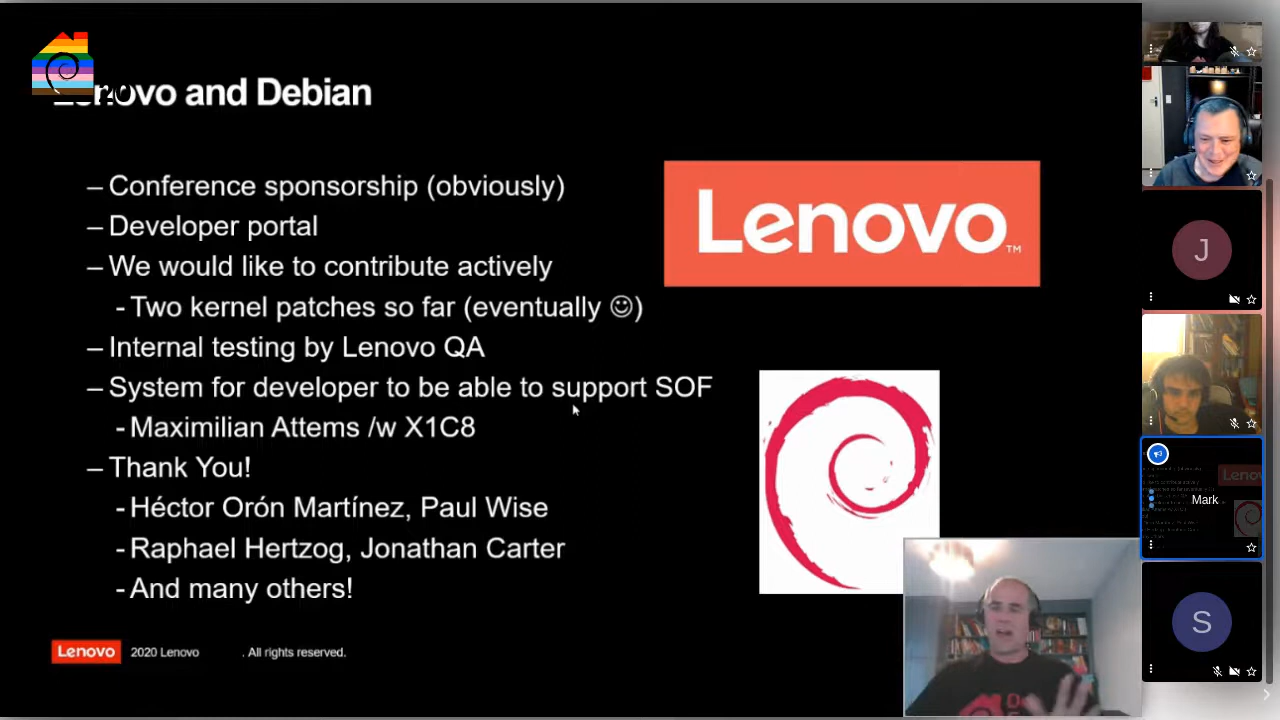 20
Lenovo and Debian
– Conference sponsorship (obviously)
– Developer portal
– We would like to contribute actively
- Two kernel patches so far (eventually ☺)
– Internal testing by Lenovo QA
– System for developer to be able to support SOF
- Maximilian Attems /w X1C8
– Thank You!
- Héctor Orón Martínez, Paul Wise
- Raphael Hertzog, Jonathan Carter
- And many others!
Lenovo 2020 Lenovo . All rights reserved.
Lenovo™
J
Lenovo
Mark
S